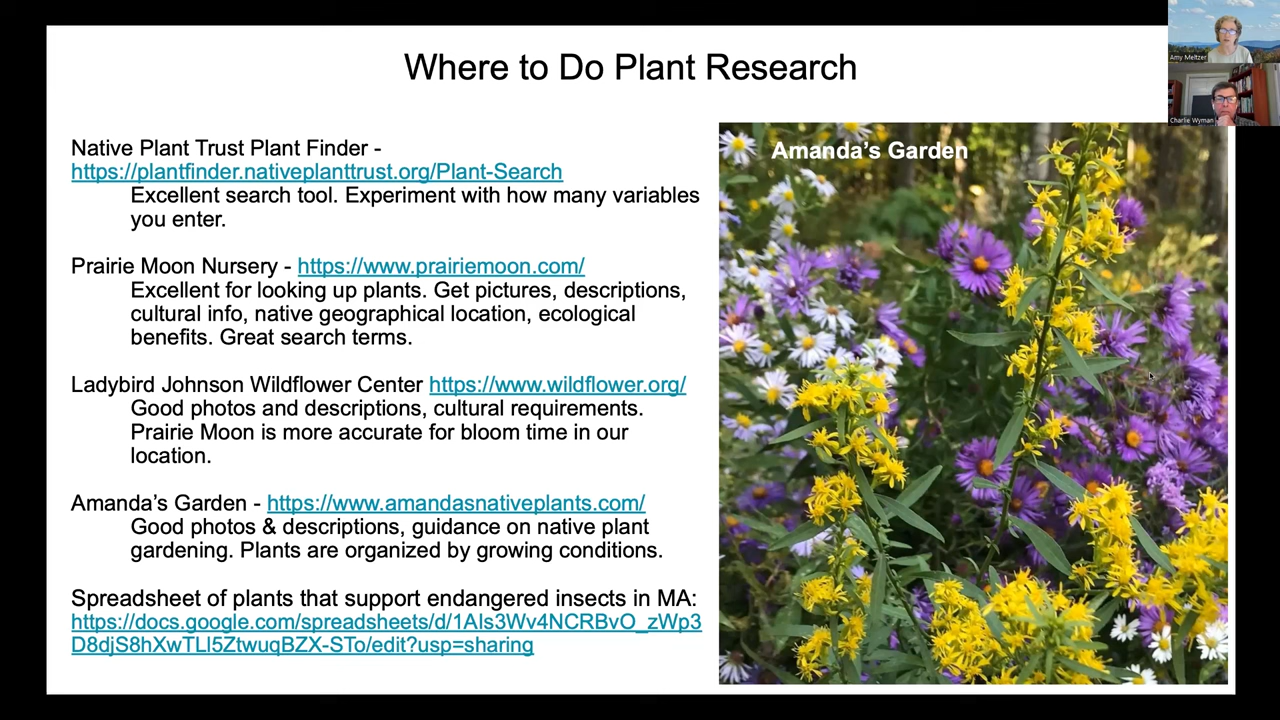 Where to Do Plant Research
Native Plant Trust Plant Finder -
https://plantfinder.nativeplanttrust.org/Plant-Search
Excellent search tool. Experiment with how many variables
you enter.
Prairie Moon Nursery - https://www.prairiemoon.com/
Excellent for looking up plants. Get pictures, descriptions,
cultural info, native geographical location, ecological
benefits. Great search terms.
Ladybird Johnson Wildflower Center https://www.wildflower.org/
Good photos and descriptions, cultural requirements.
Prairie Moon is more accurate for bloom time in our
location.
Amanda's Garden - https://www.amandasnativeplants.com/
Good photos & descriptions, guidance on native plant
gardening. Plants are organized by growing conditions.
Spreadsheet of plants that support endangered insects in MA:
https://docs.google.com/spreadsheets/d/1AIs3Wv4NCRBvO_zWp3
D8djS8hXwTLl5ZtwuqBZX-STo/edit?usp=sharing
Amanda's Garden
Amy Meltzer
Charlie Wyman